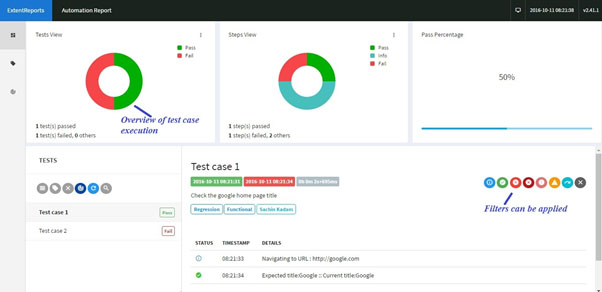 ExtentReports Automation Report 2016-10-11 08:21:38 v2.41.1
Tests View
Pass
Fail
1 test(s) passed
1 test(s) failed, 0 others
Overview of test case
execution
Steps View
Pass
Info
Fail
1 step(s) passed
1 step(s) failed, 2 others
Pass Percentage
50%
TESTS
Test case 1 Pass
Test case 2 Fail
Test case 1
2016-10-11 08:21:31 2016-10-11 08:21:34
Check the google home page title
Regression Functional Sachin Kadam
Filters can be applied
STATUS TIMESTAMP DETAILS
08:21:33 Navigating to URL : http://google.com
08:21:34 Expected title:Google :: Current title:Google